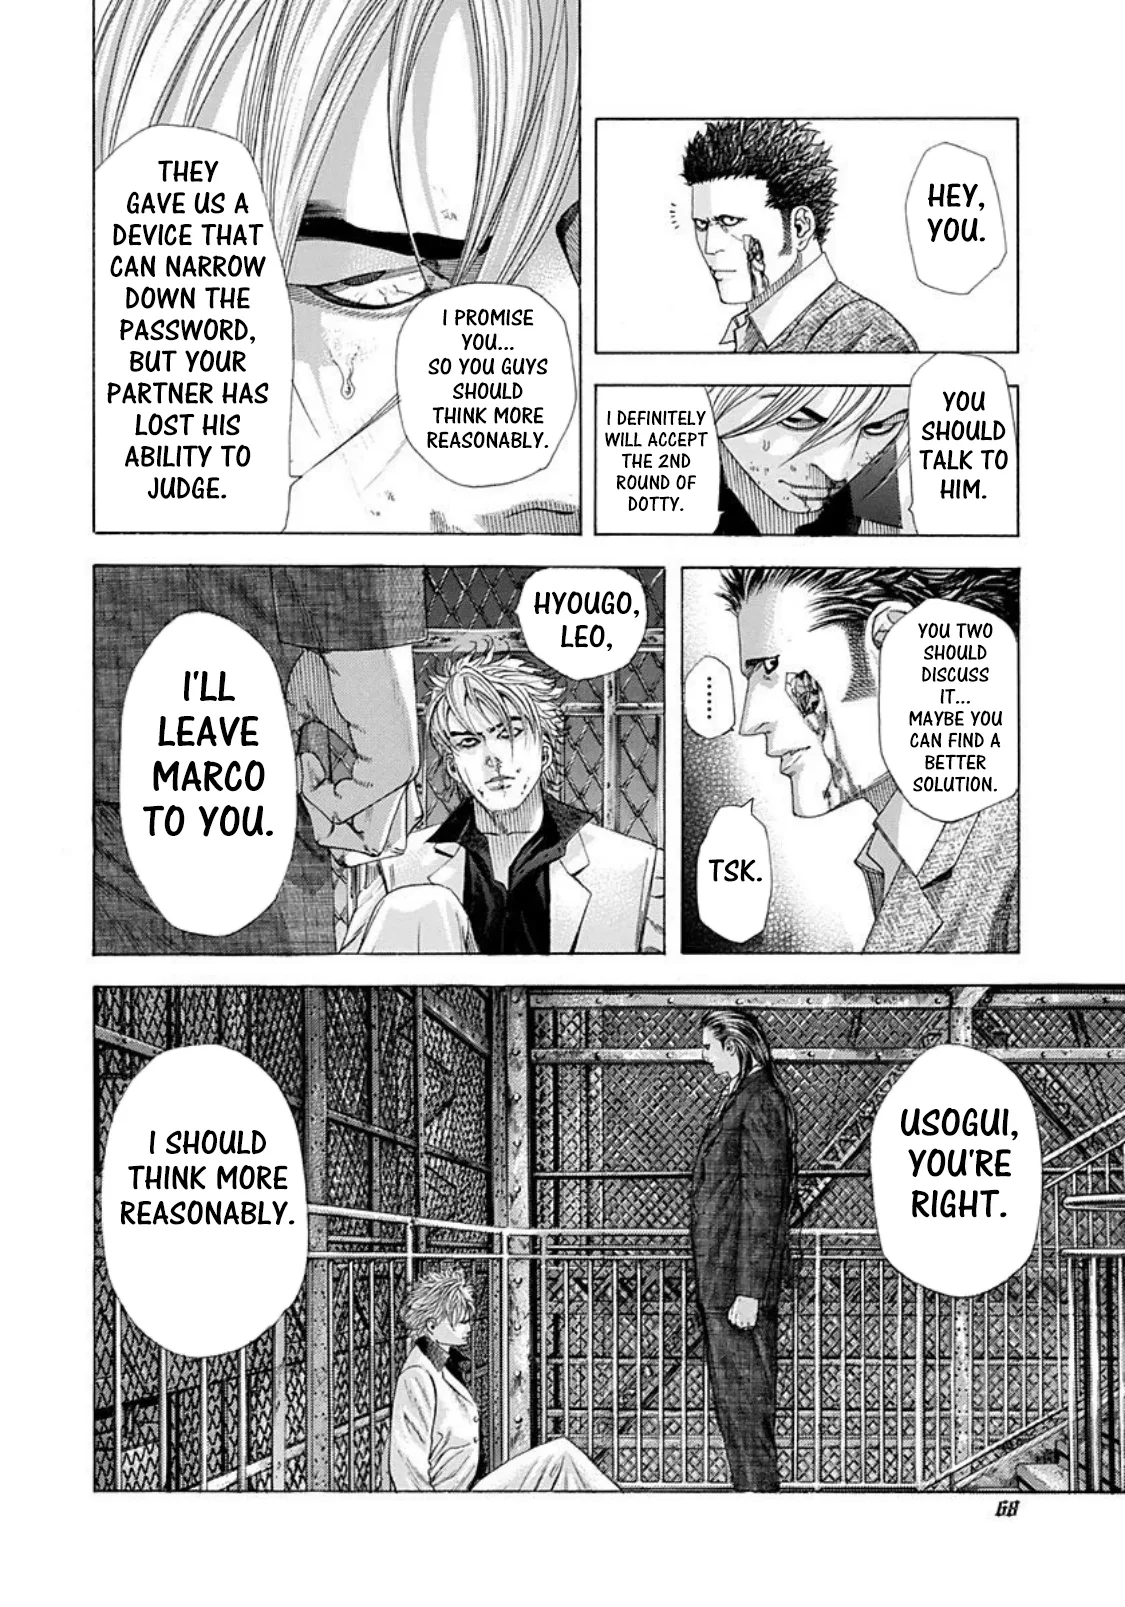 HEY,
YOU.
YOU
SHOULD
TALK TO
HIM.
I DEFINITELY
WILL ACCEPT
THE 2ND
ROUND OF
DOTTY.
I PROMISE
YOU...
SO YOU GUYS
SHOULD
THINK MORE
REASONABLY.
THEY
GAVE US A
DEVICE THAT
CAN NARROW
DOWN THE
PASSWORD,
BUT YOUR
PARTNER HAS
LOST HIS
ABILITY TO
JUDGE.
YOU TWO
SHOULD
DISCUSS
IT...
MAYBE YOU
CAN FIND A
BETTER
SOLUTION.
......
TSK.
HYOUGO,
LEO,
I'LL
LEAVE
MARCO
TO YOU.
USOGUI,
YOU'RE
RIGHT.
I SHOULD
THINK MORE
REASONABLY.
68